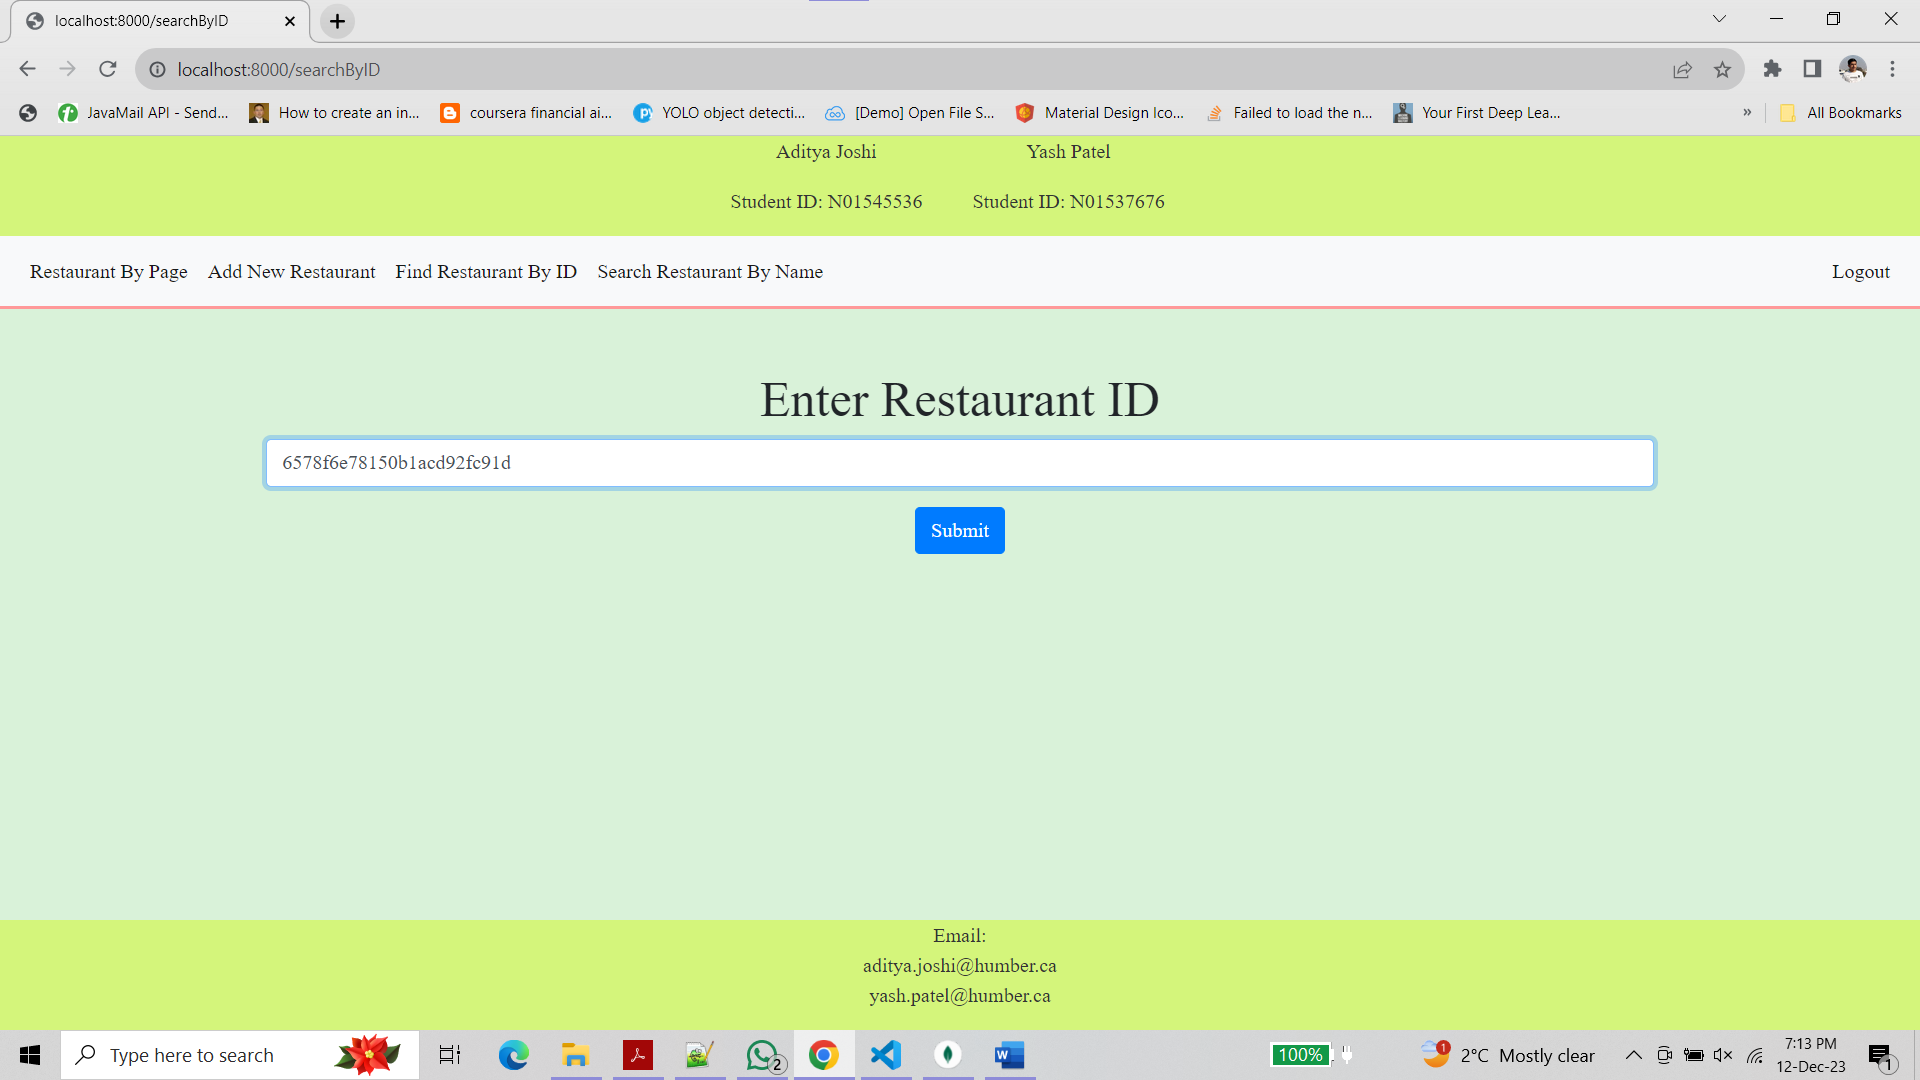 localhost:8000/searchByID
localhost:8000/searchByID
JavaMail API - Send... How to create an in... coursera financial ai... YOLO object detecti... [Demo] Open File S... Material Design Ico... Failed to load the n... Your First Deep Lea... » All Bookmarks
Aditya Joshi Yash Patel
Student ID: N01545536 Student ID: N01537676
Restaurant By Page Add New Restaurant Find Restaurant By ID Search Restaurant By Name Logout
Enter Restaurant ID
6578f6e78150b1acd92fc91d
Submit
Email:
aditya.joshi@humber.ca
yash.patel@humber.ca
Type here to search 2 100% 1 2°C Mostly clear 7:13 PM
12-Dec-23 1